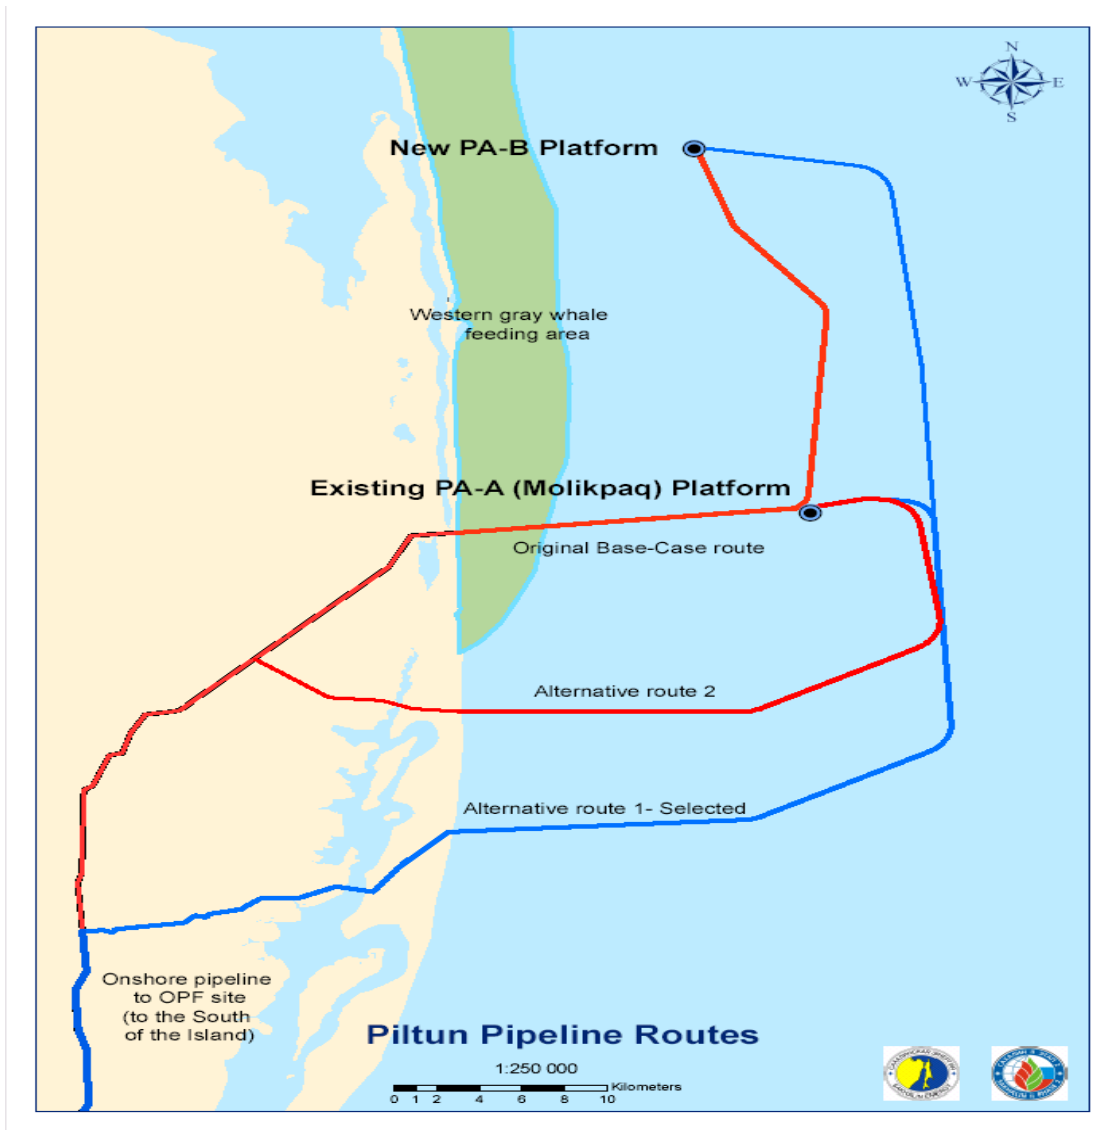 N
W E
S
New PA-B Platform
Western gray whale
feeding area
Existing PA-A (Molikpaq) Platform
Original Base-Case route
Alternative route 2
Alternative route 1- Selected
Onshore pipeline
to OPF site
(to the South
of the Island)
Piltun Pipeline Routes
1:250 000
Kilometers
0 1 2 4 6 8 10